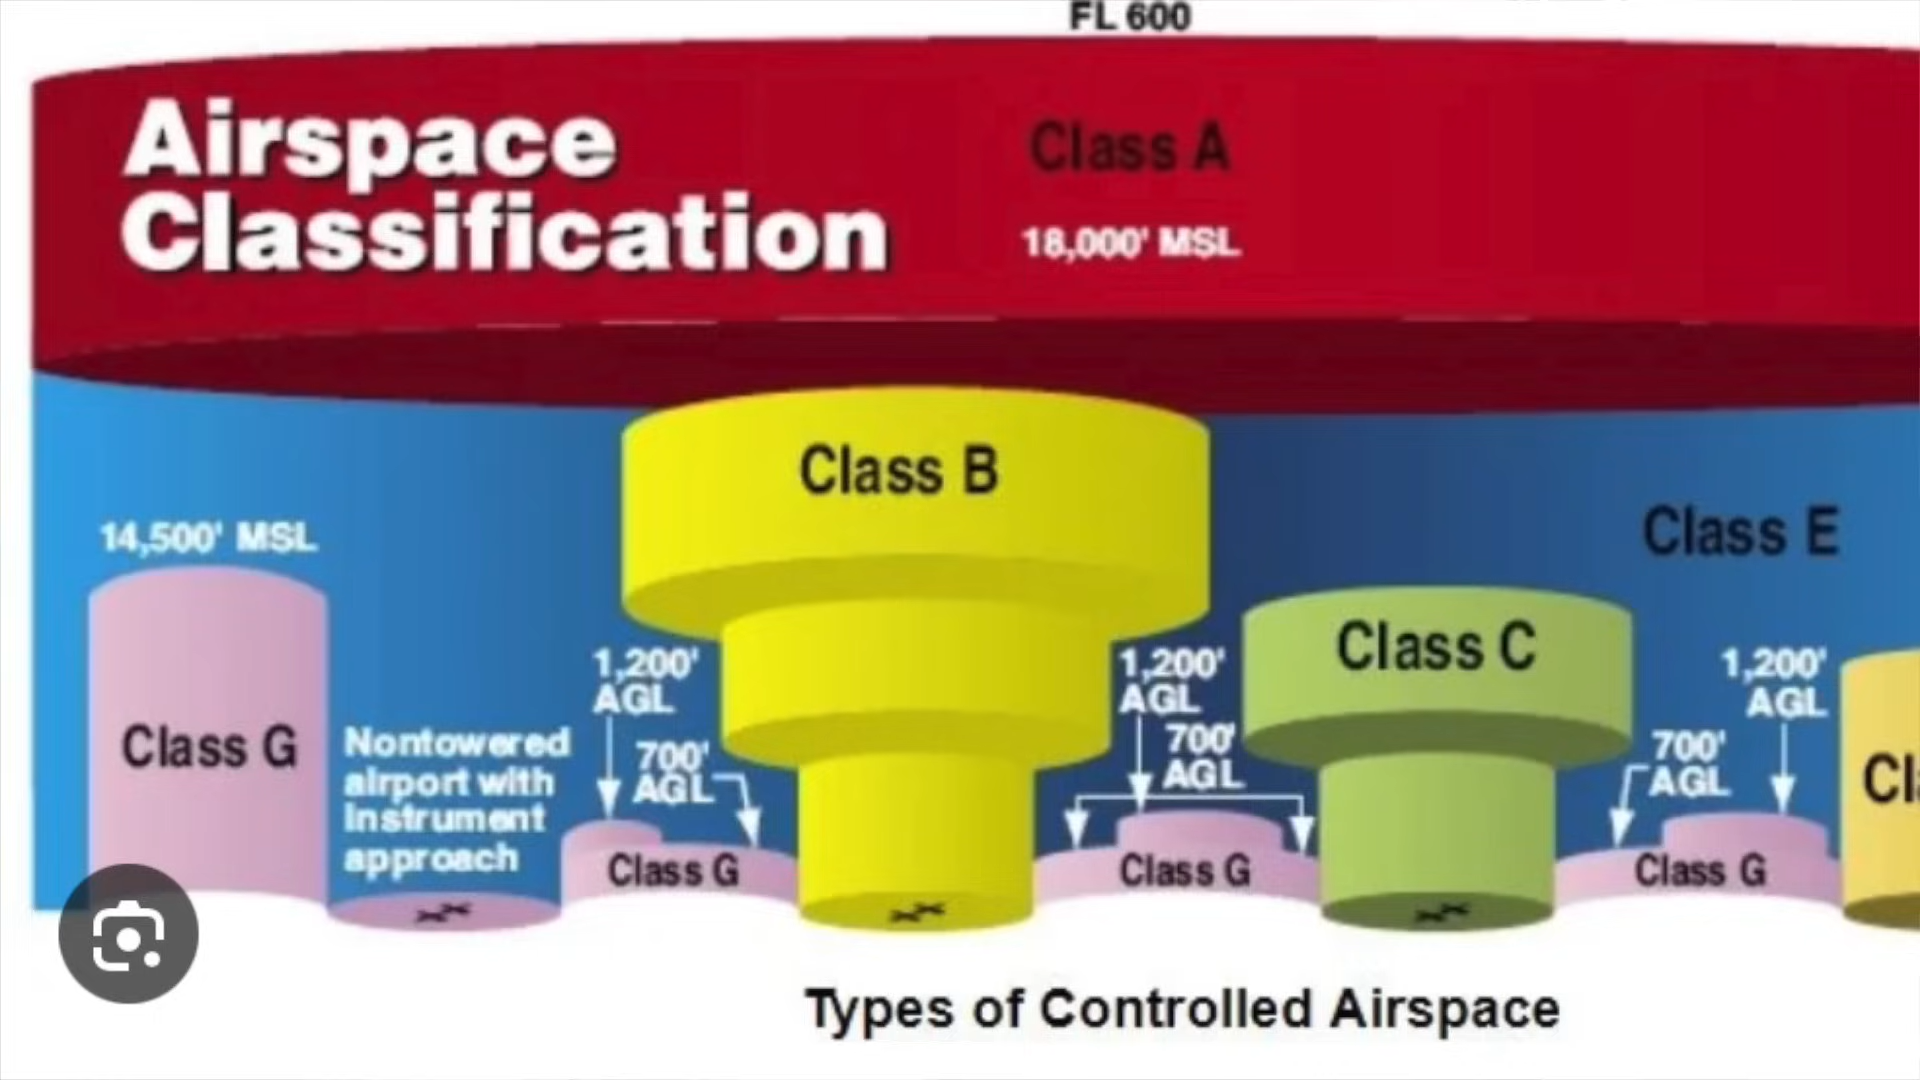 FL 600
Airspace
Classification
Class A
18,000' MSL
Class B
14,500' MSL
Class E
Class C
1,200'
AGL
1,200'
AGL
1,200'
AGL
Class G
Nontowered
airport with
Instrument
approach
700'
AGL
700'
AGL
700'
AGL
Cla
Class G
Class G
Class G
Types of Controlled Airspace